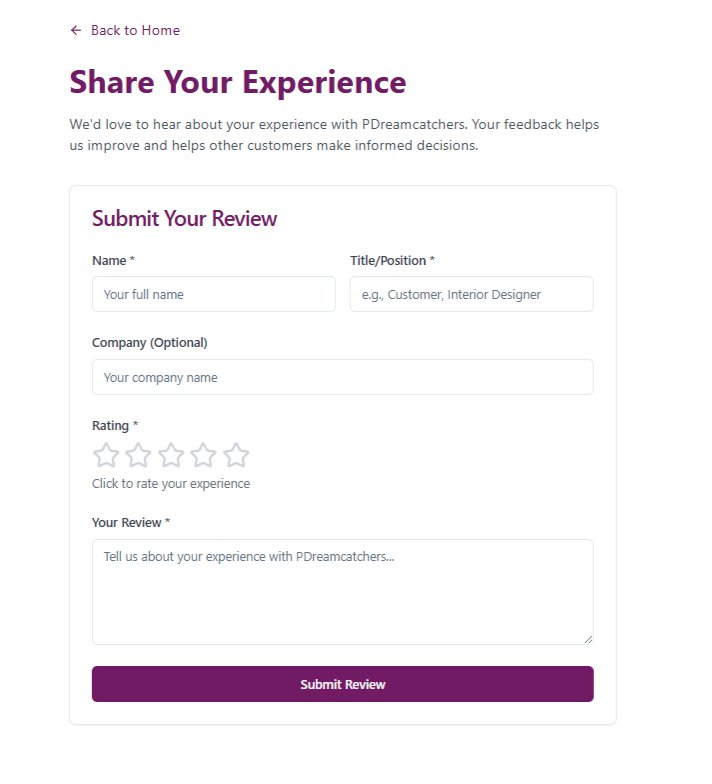 Back to Home
Share Your Experience
We'd love to hear about your experience with PDreamcatchers. Your feedback helps
us improve and helps other customers make informed decisions.
Submit Your Review
Name *
Title/Position *
Your full name
e.g., Customer, Interior Designer
Company (Optional)
Your company name
Rating *
Click to rate your experience
Your Review *
Tell us about your experience with PDreamcatchers...
Submit Review